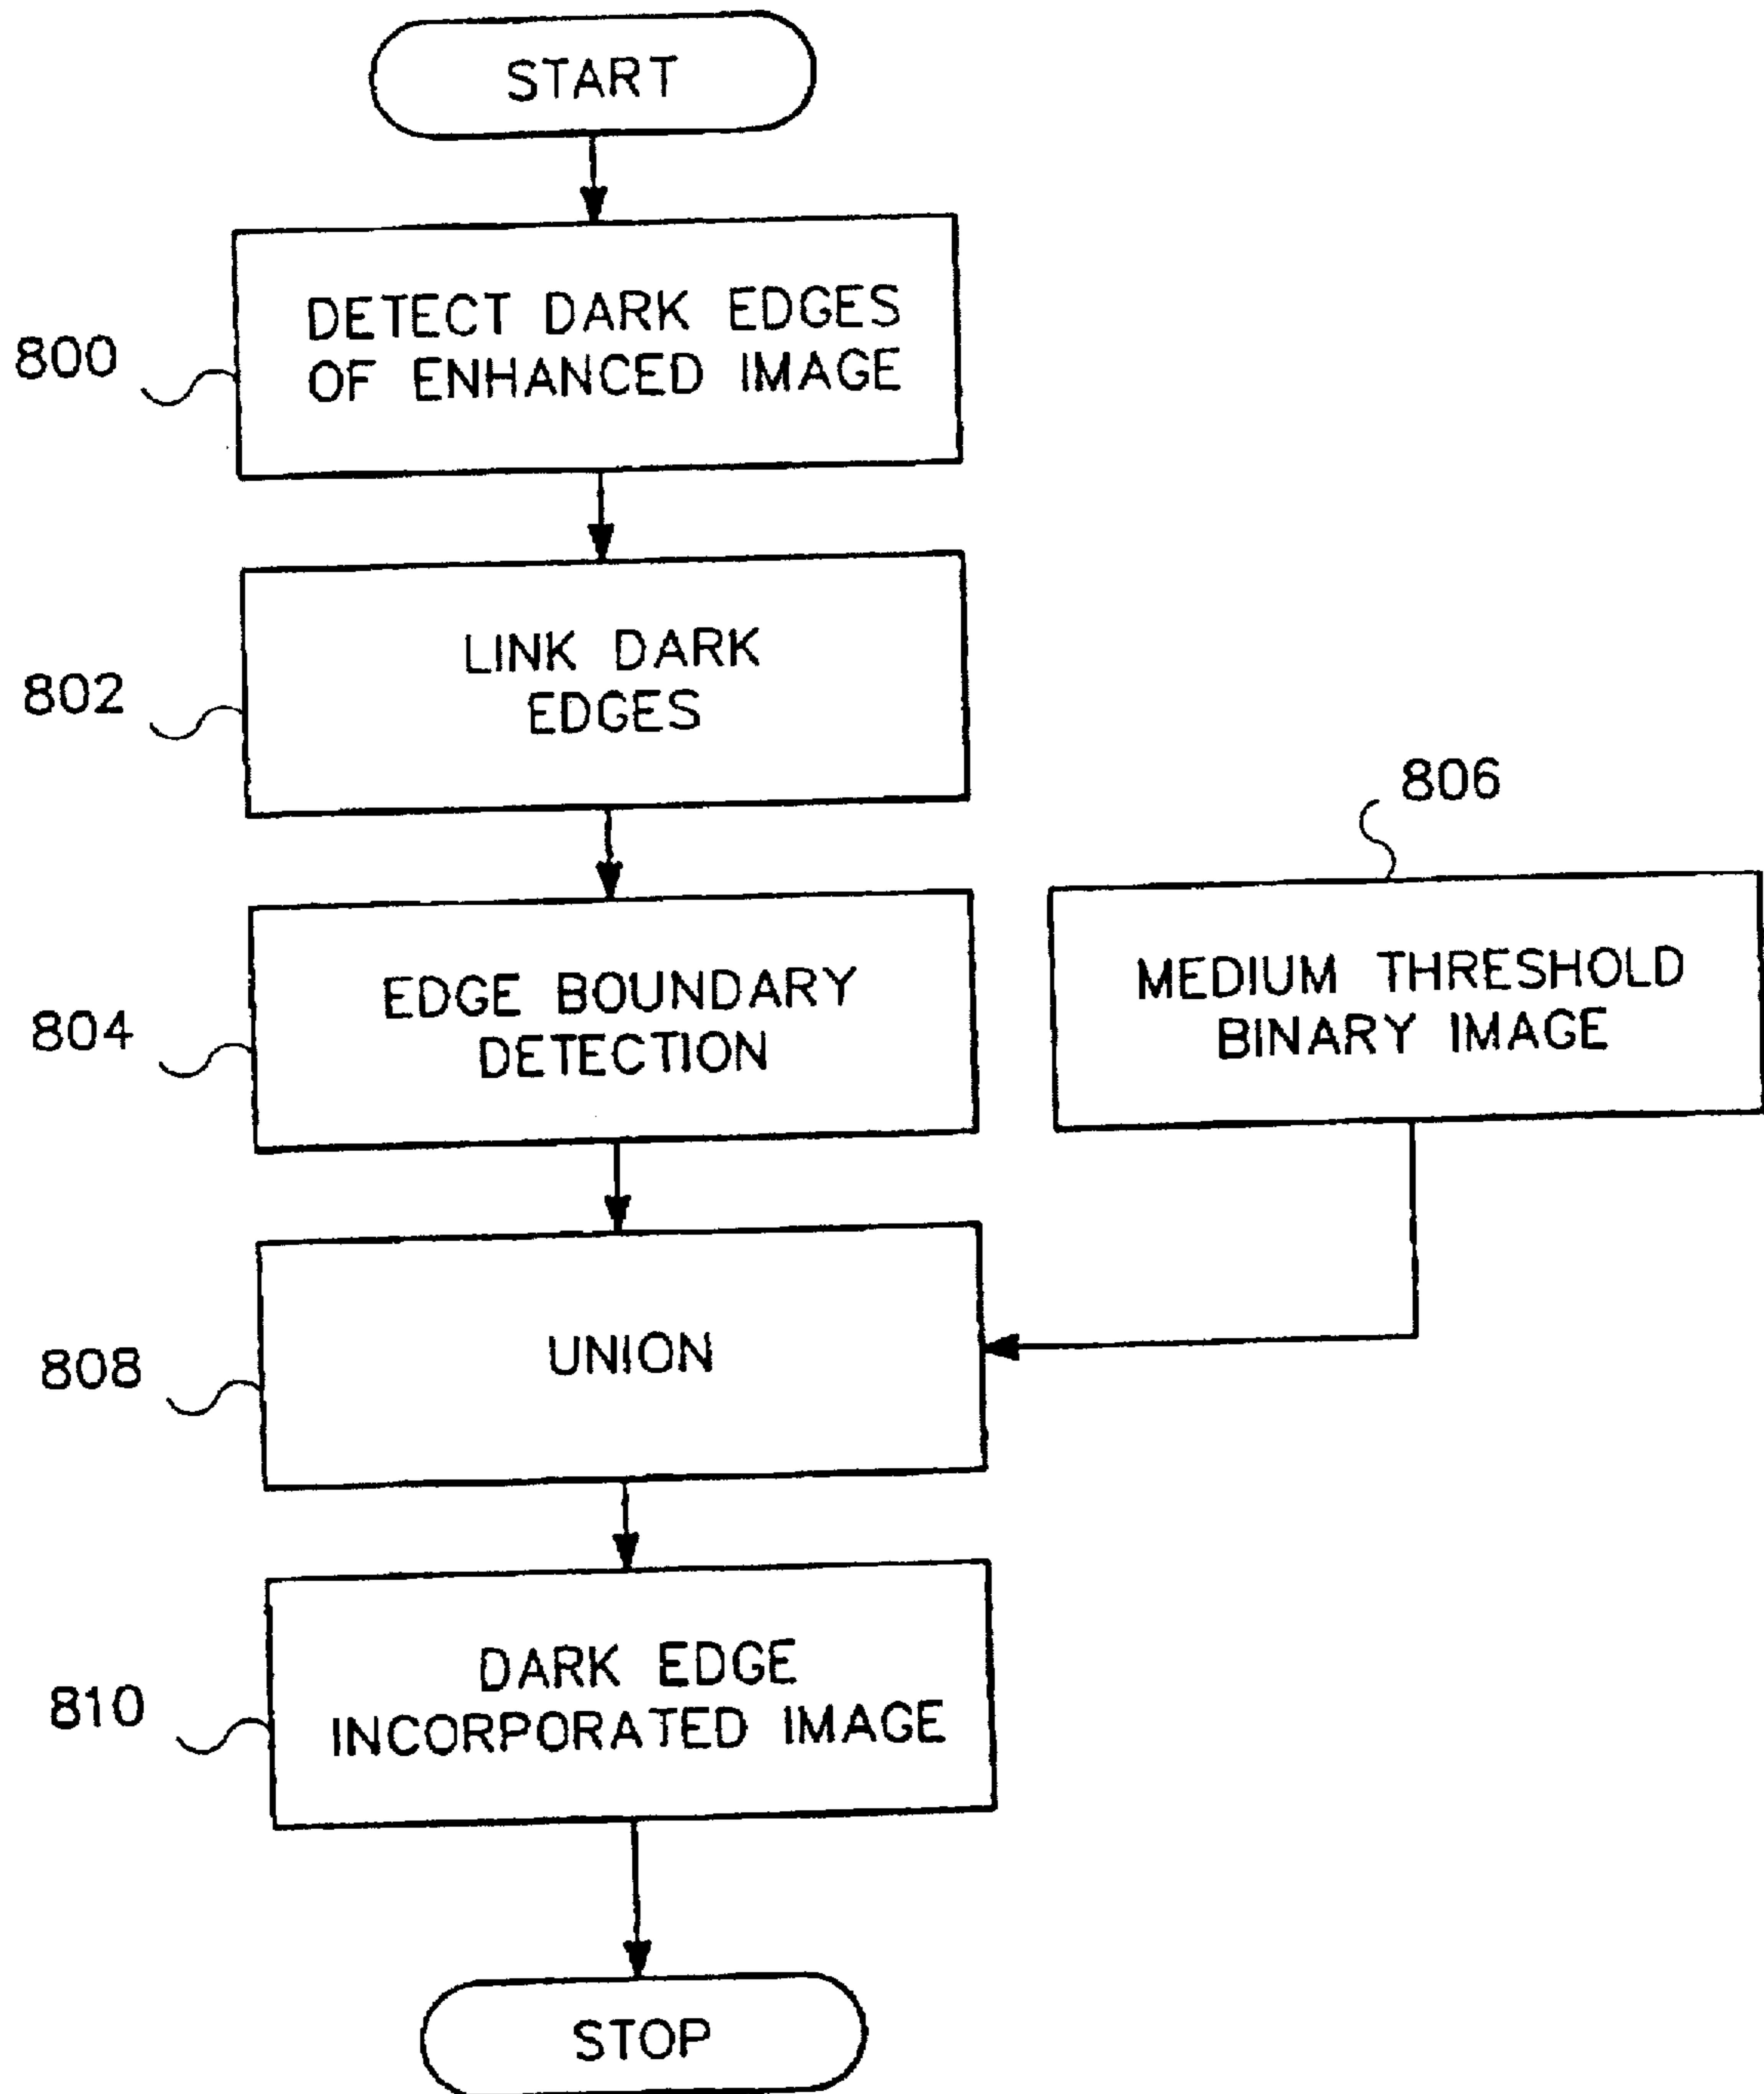 START
800
DETECT DARK EDGES
OF ENHANCED IMAGE
802
LINK DARK
EDGES
806
804
EDGE BOUNDARY
DETECTION
MEDIUM THRESHOLD
BINARY IMAGE
808
UNION
810
DARK EDGE
INCORPORATED IMAGE
STOP